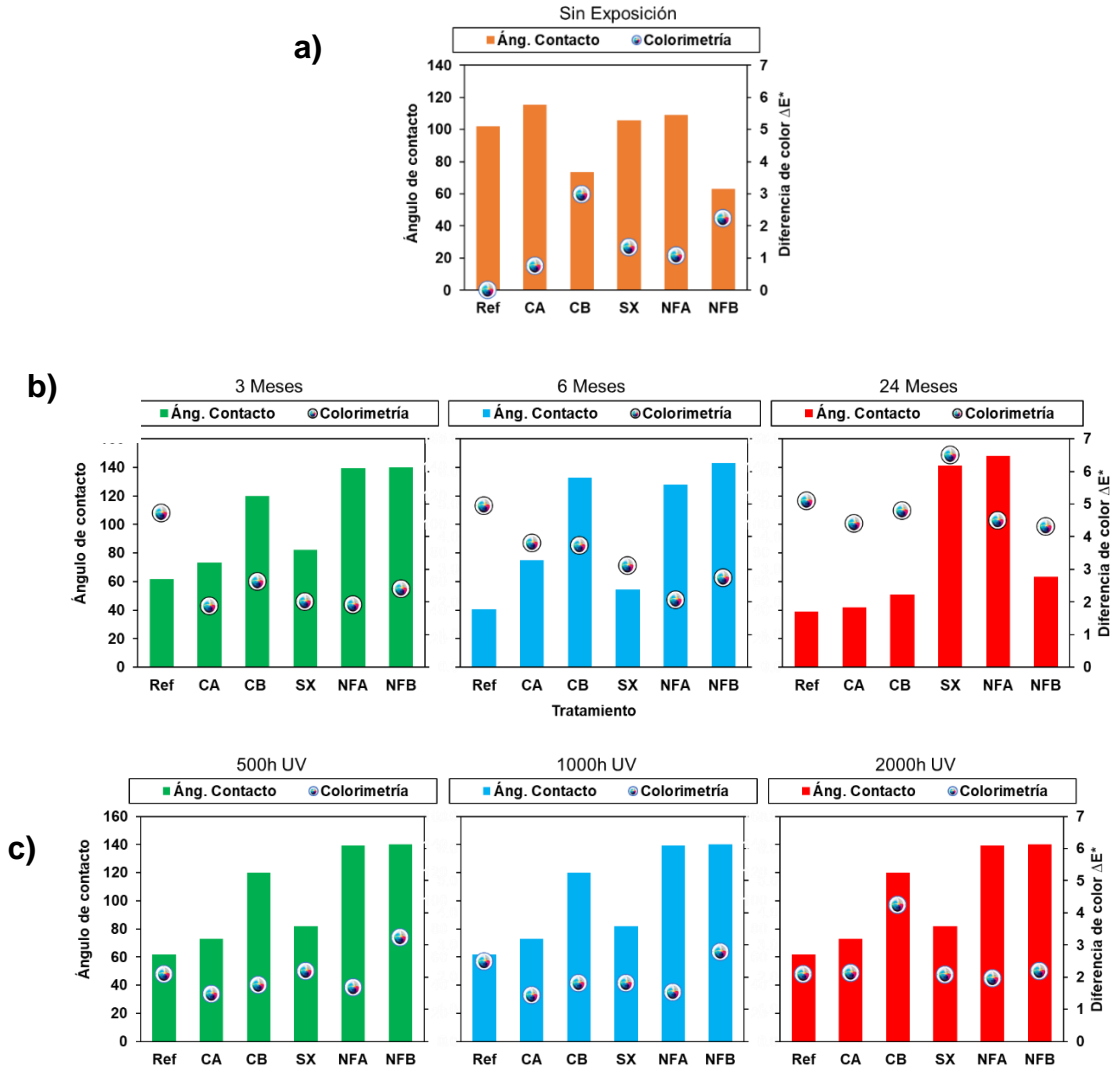 Sin Exposición
a)
Áng. Contacto Colorimetría
140 120 100 80 60 40 20 0
Ángulo de contacto
7 6 5 4 3 2 1 0
Diferencia de color ΔE*
Ref CA CB SX NFA NFB
b)
3 Meses 6 Meses 24 Meses
Áng. Contacto Colorimetría Áng. Contacto Colorimetría Áng. Contacto Colorimetría
140 120 100 80 60 40 20 0
Ángulo de contacto
7 6 5 4 3 2 1 0
Diferencia de color ΔE*
Ref CA CB SX NFA NFB Ref CA CB SX NFA NFB Ref CA CB SX NFA NFB
Tratamiento
500h UV 1000h UV 2000h UV
Áng. Contacto Colorimetría Áng. Contacto Colorimetría Áng. Contacto Colorimetría
c)
160 140 120 100 80 60 40 20 0
Ángulo de contacto
7 6 5 4 3 2 1 0
Diferencia de color ΔE*
Ref CA CB SX NFA NFB Ref CA CB SX NFA NFB Ref CA CB SX NFA NFB